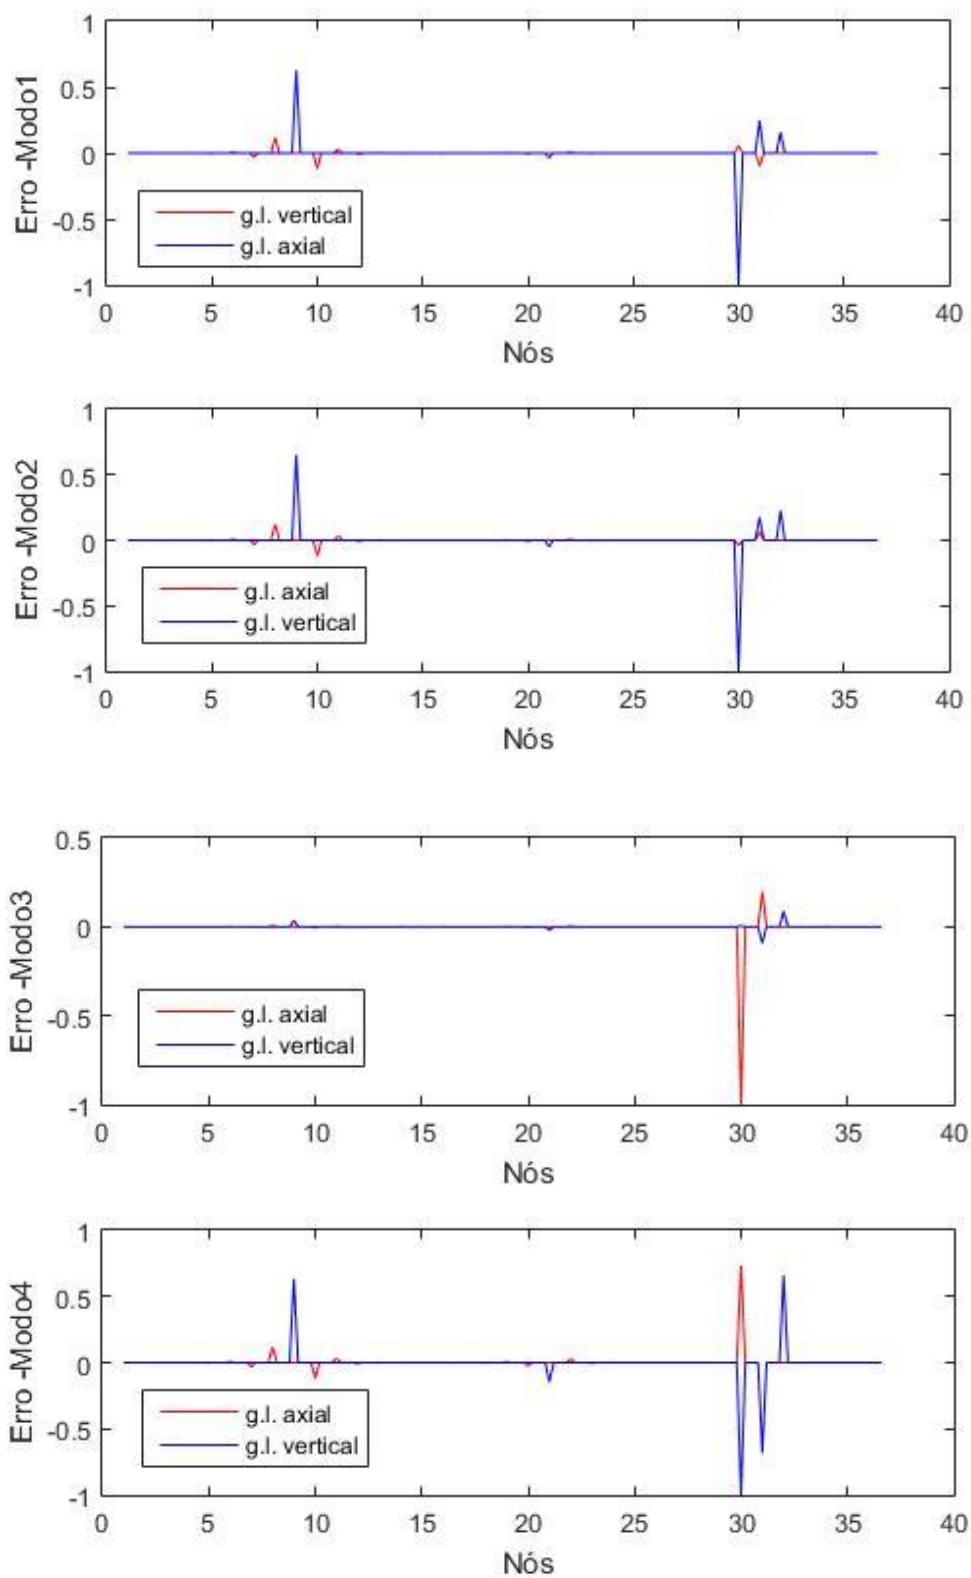 1
0.5
0
-0.5
-1
Erro -Modo1
g.l. vertical
g.l. axial
0 5 10 15 20 25 30 35 40
Nós
1
0.5
0
-0.5
-1
Erro -Modo2
g.l. axial
g.l. vertical
0 5 10 15 20 25 30 35 40
Nós
0.5
0
-0.5
-1
Erro -Modo3
g.l. axial
g.l. vertical
0 5 10 15 20 25 30 35 40
Nós
1
0.5
0
-0.5
-1
Erro -Modo4
g.l. axial
g.l. vertical
0 5 10 15 20 25 30 35 40
Nós